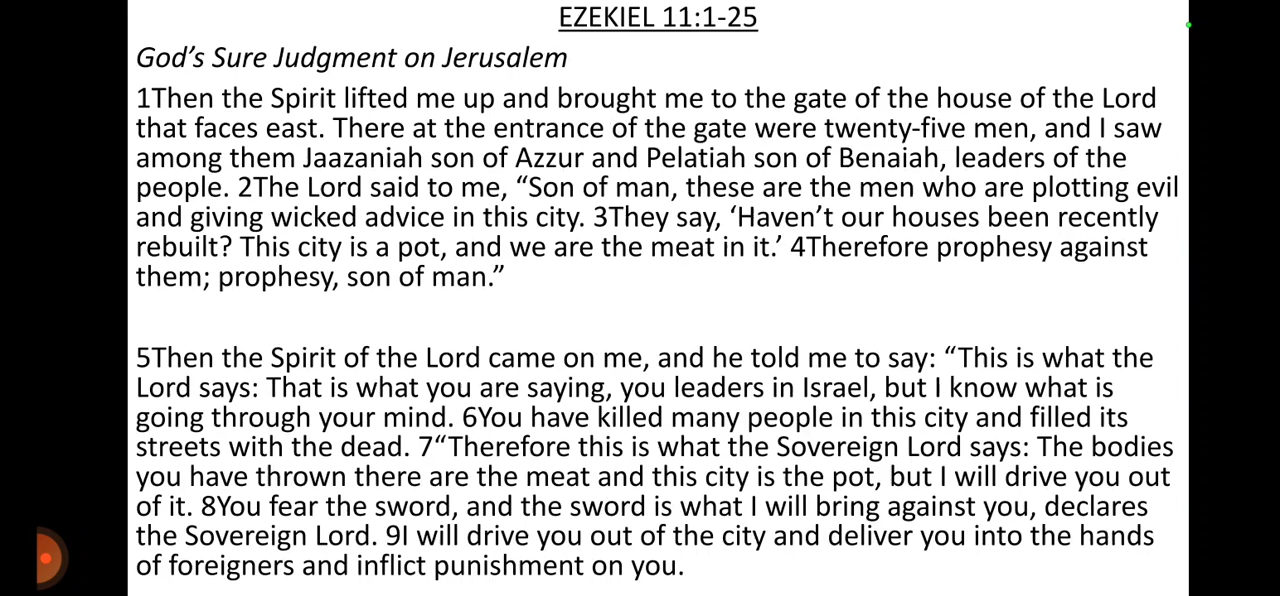 EZEKIEL 11:1-25
God’s Sure Judgment on Jerusalem
1Then the Spirit lifted me up and brought me to the gate of the house of the Lord
that faces east. There at the entrance of the gate were twenty-five men, and I saw
among them Jaazaniah son of Azzur and Pelatiah son of Benaiah, leaders of the
people. 2The Lord said to me, “Son of man, these are the men who are plotting evil
and giving wicked advice in this city. 3They say, ‘Haven’t our houses been recently
rebuilt? This city is a pot, and we are the meat in it.’ 4Therefore prophesy against
them; prophesy, son of man.”
5Then the Spirit of the Lord came on me, and he told me to say: “This is what the
Lord says: That is what you are saying, you leaders in Israel, but I know what is
going through your mind. 6You have killed many people in this city and filled its
streets with the dead. 7“Therefore this is what the Sovereign Lord says: The bodies
you have thrown there are the meat and this city is the pot, but I will drive you out
of it. 8You fear the sword, and the sword is what I will bring against you, declares
the Sovereign Lord. 9I will drive you out of the city and deliver you into the hands
of foreigners and inflict punishment on you.